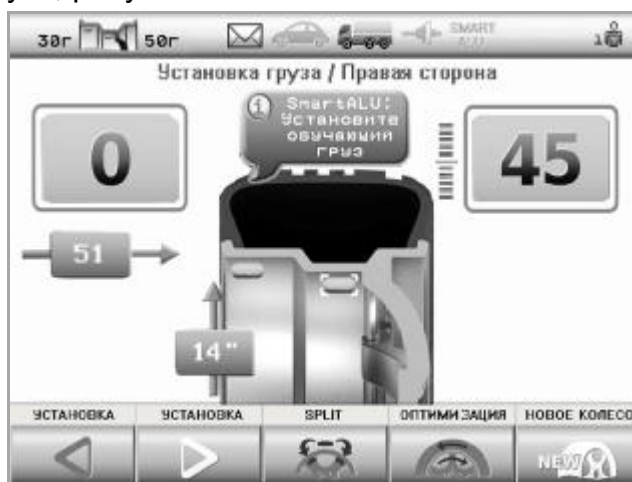 30г 50г SMART ALU 1
Установка груза / Правая сторона
SmartALU:
Установите
обучающий
груз
0
45
51
14"
УСТАНОВКА УСТАНОВКА SPLIT ОПТИМИЗАЦИЯ НОВОЕ КОЛЕСО
NEW